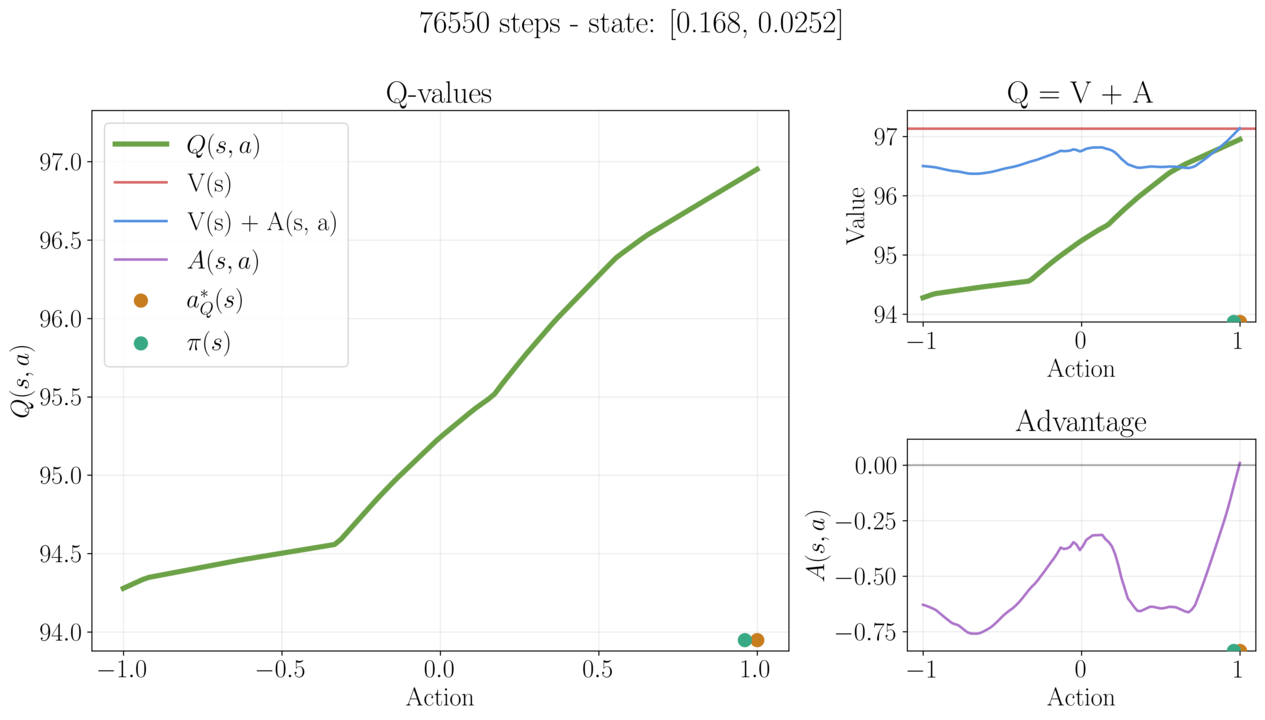 76550 steps - state: [0.168, 0.0252]
Q-values
Q(s, a)
V(s)
V(s) + A(s, a)
A(s, a)
a*Q(s)
π(s)
97.0
96.5
96.0
95.5
95.0
94.5
94.0
Q(s, a)
−1.0
−0.5
0.0
0.5
1.0
Action
Q = V + A
97
96
95
94
Value
−1
0
1
Action
Advantage
0.00
−0.25
−0.50
−0.75
A(s, a)
−1
0
1
Action